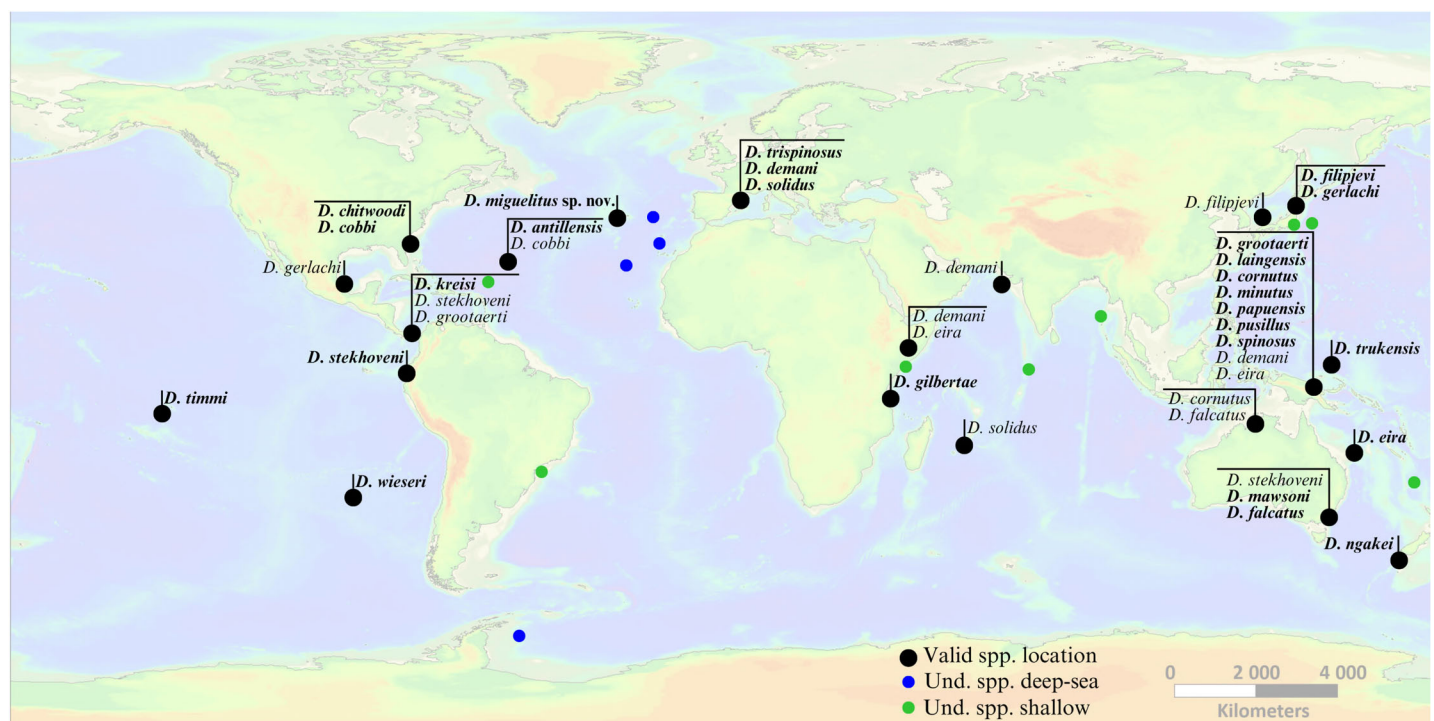 D. trispinosus
D. demani
D. solidus
D. filipjevi
D. gerlachi
D. filipjevi
D. miguelitus sp. nov.
D. antillensis
D. cobbi
D. chitwoodi
D. cobbi
D. gerlachi
D. kreisi
D. stekhoveni
D. grootaerti
D. stekhoveni
D. timmi
D. wieseri
D. demani
D. demani
D. eira
D. gilbertae
D. solidus
D. grootaerti
D. laingensis
D. cornutus
D. minutus
D. papuensis
D. pusillus
D. spinosus
D. demani
D. eira
D. trukensis
D. cornutus
D. falcatus
D. eira
D. stekhoveni
D. mawsoni
D. falcatus
D. ngakei
Valid spp. location
Und. spp. deep-sea
Und. spp. shallow
0 2 000 4 000
Kilometers